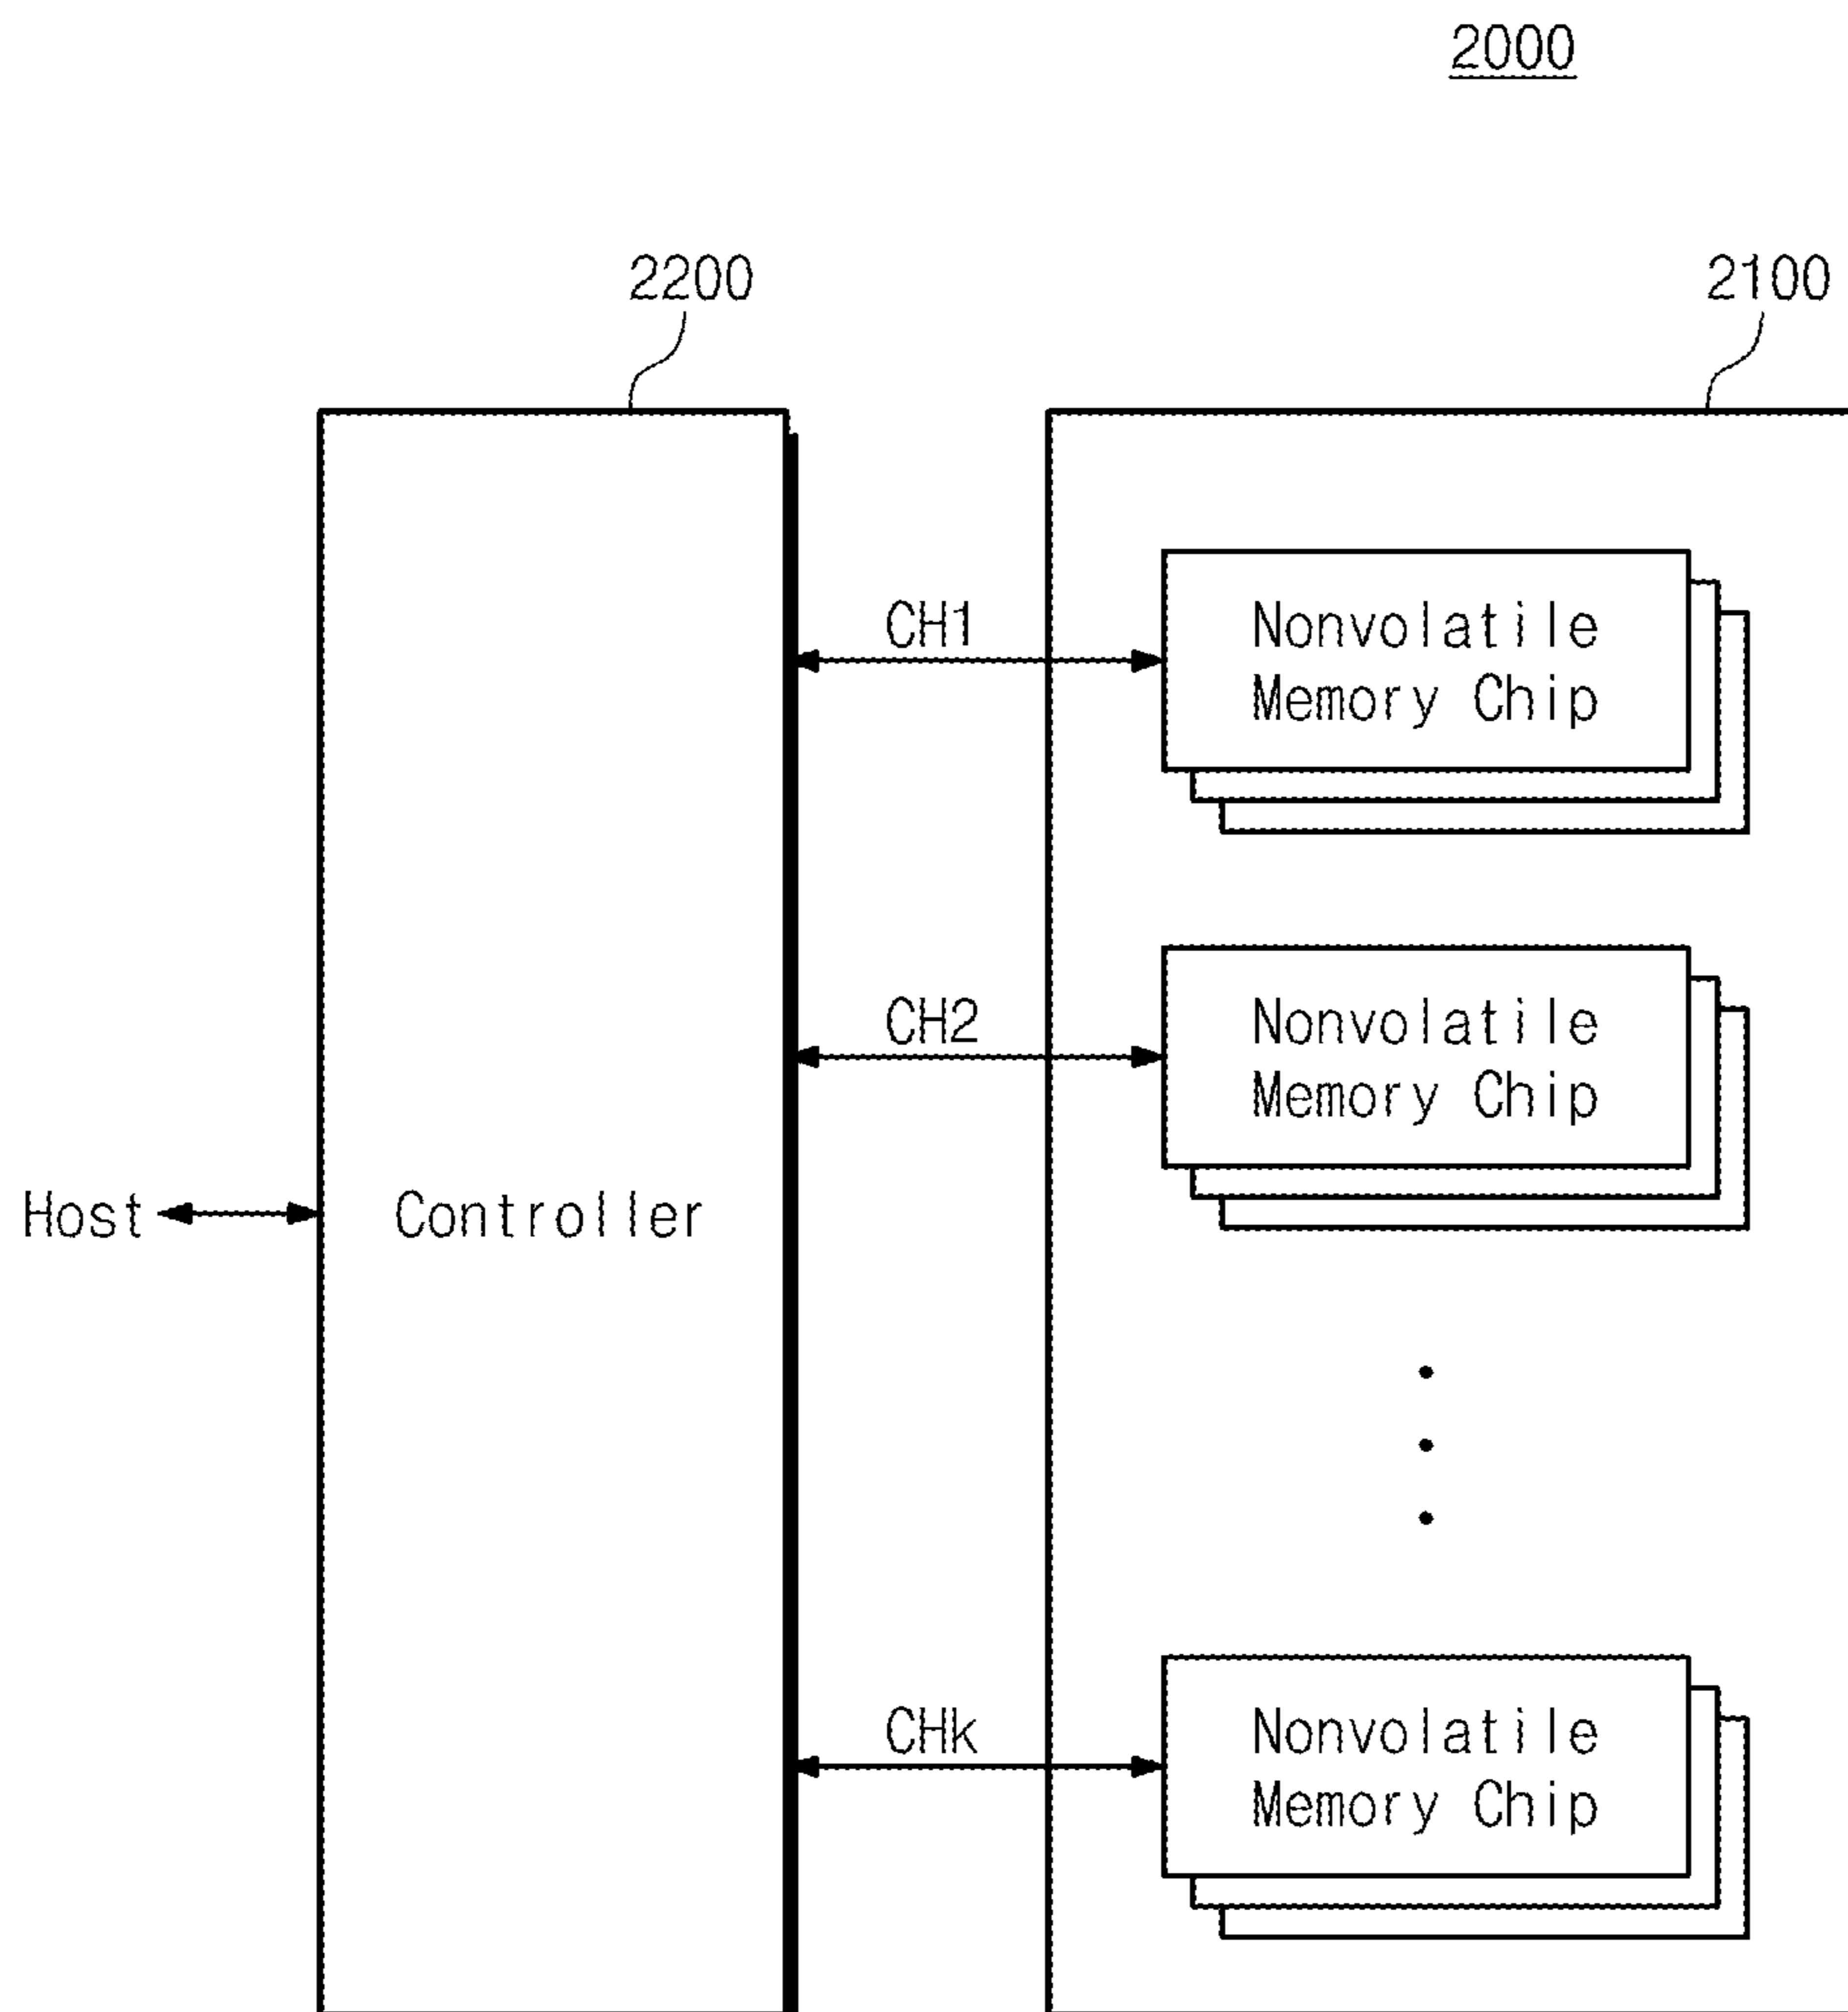 2000
2200
2100
CH1
Nonvolatile
Memory Chip
CH2
Nonvolatile
Memory Chip
Host
Controller
CHk
Nonvolatile
Memory Chip